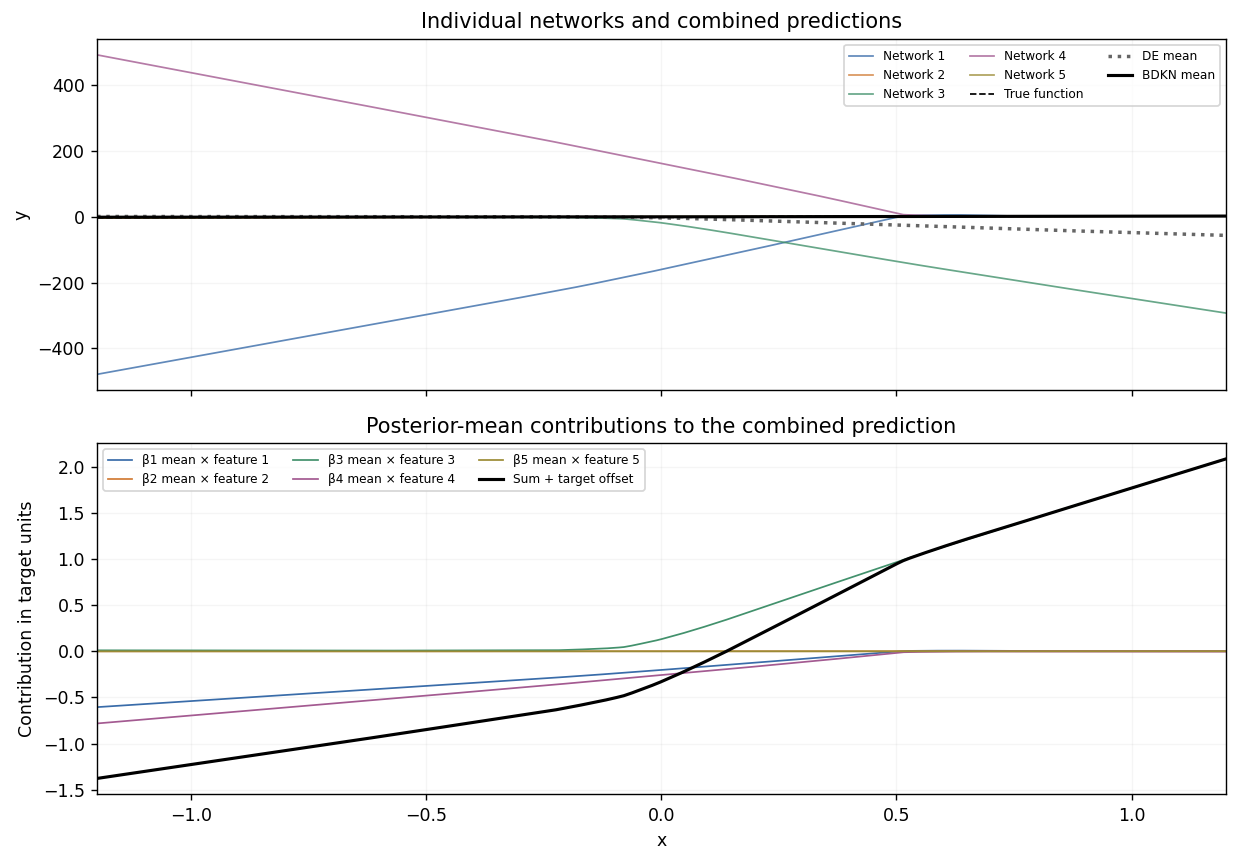 Individual networks and combined predictions
Network 1 Network 4 DE mean
Network 2 Network 5 BDKN mean
Network 3 True function
400
200
0
−200
−400
y
Posterior-mean contributions to the combined prediction
β1 mean × feature 1 β3 mean × feature 3 β5 mean × feature 5
β2 mean × feature 2 β4 mean × feature 4 Sum + target offset
2.0
1.5
1.0
0.5
0.0
−0.5
−1.0
−1.5
Contribution in target units
−1.0 −0.5 0.0 0.5 1.0
x